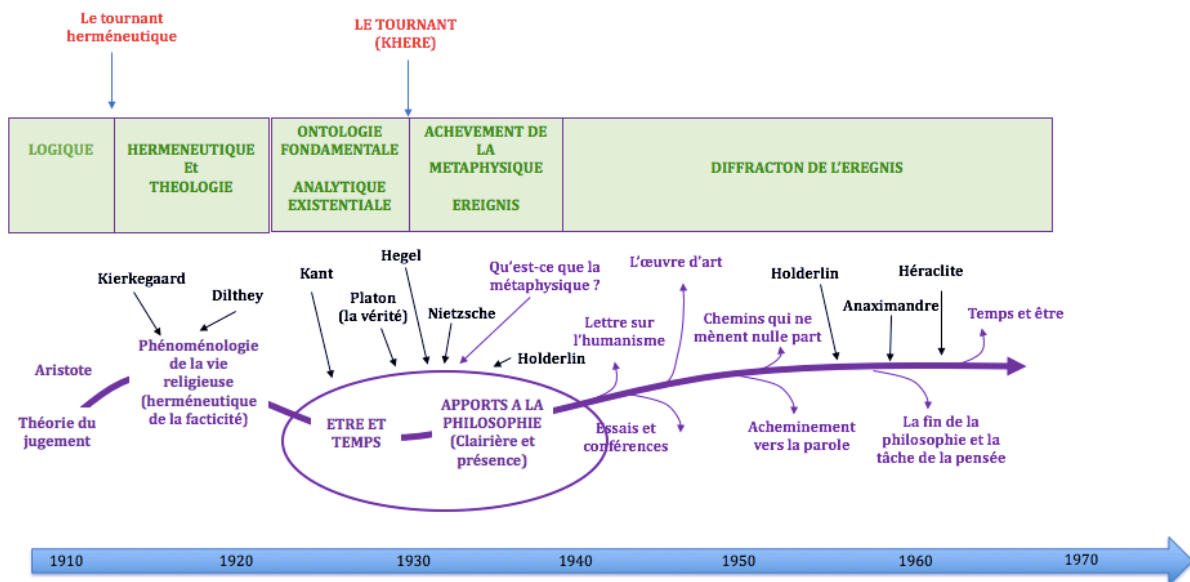 Le tournant
herméneutique
LE TOURNANT
(KHERE)
LOGIQUE
HERMENEUTIQUE
Et
THEOLOGIE
ONTOLOGIE
FONDAMENTALE
ANALYTIQUE
EXISTENTIALE
ACHEVEMENT DE
LA
METAPHYSIQUE
EREIGNIS
DIFFRACTON DE L'EREGNIS
Kierkegaard
Dilthey
Kant
Platon
(la vérité)
Hegel
Nietzsche
Qu'est-ce que la
métaphysique ?
Holderlin
L'œuvre d'art
Lettre sur
l'humanisme
Chemins qui ne
mènent nulle part
Holderlin
Anaximandre
Héraclite
Temps et être
Aristote
Théorie du
jugement
Phénoménologie
de la vie
religieuse
(herméneutique
de la facticité)
ETRE ET
TEMPS
APPORTS A LA
PHILOSOPHIE
(Clairière et
présence)
Essais et
conférences
Acheminement
vers la parole
La fin de la
philosophie et la
tâche de la pensée
1910
1920
1930
1940
1950
1960
1970